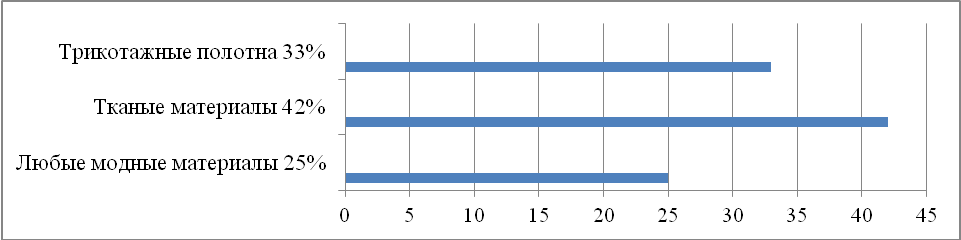 Трикотажные полотна 33%
Тканые материалы 42%
Любые модные материалы 25%
0 5 10 15 20 25 30 35 40 45